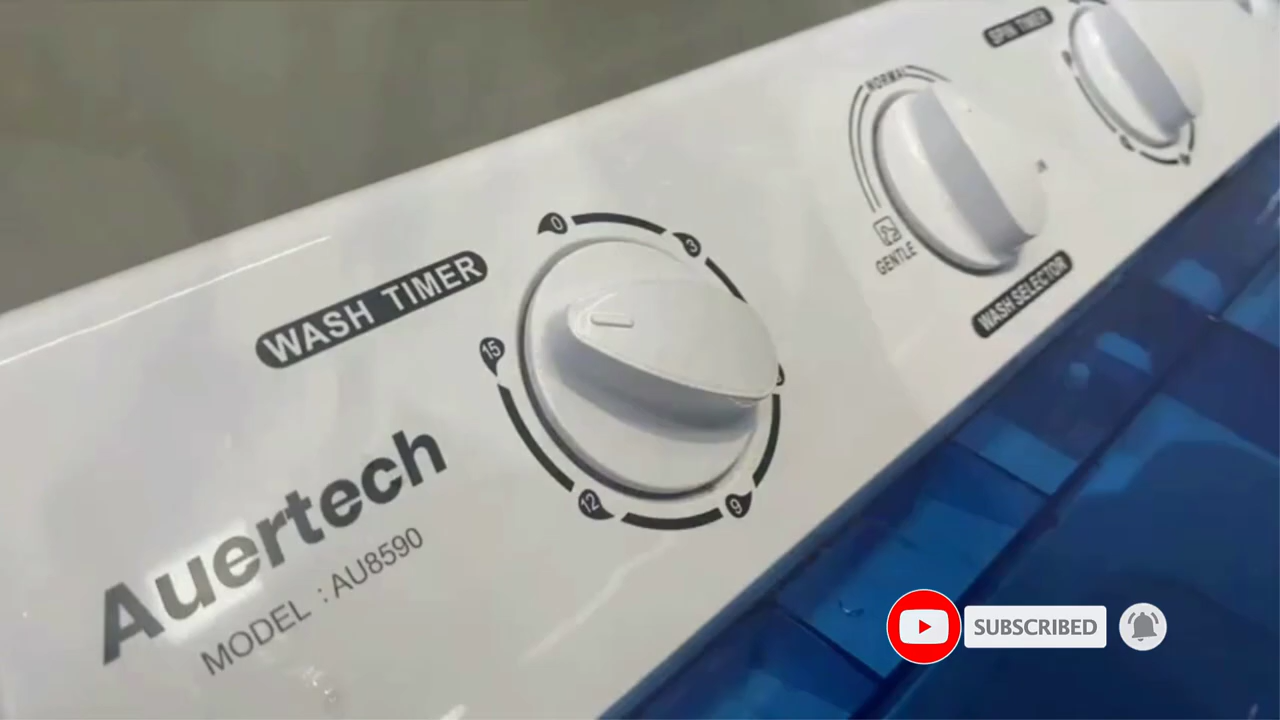 WASH TIMER
0
3
9
12
15
Auertech
MODEL : AU8590
NORMAL
GENTLE
WASH SELECTOR
SPIN TIMER
SUBSCRIBED